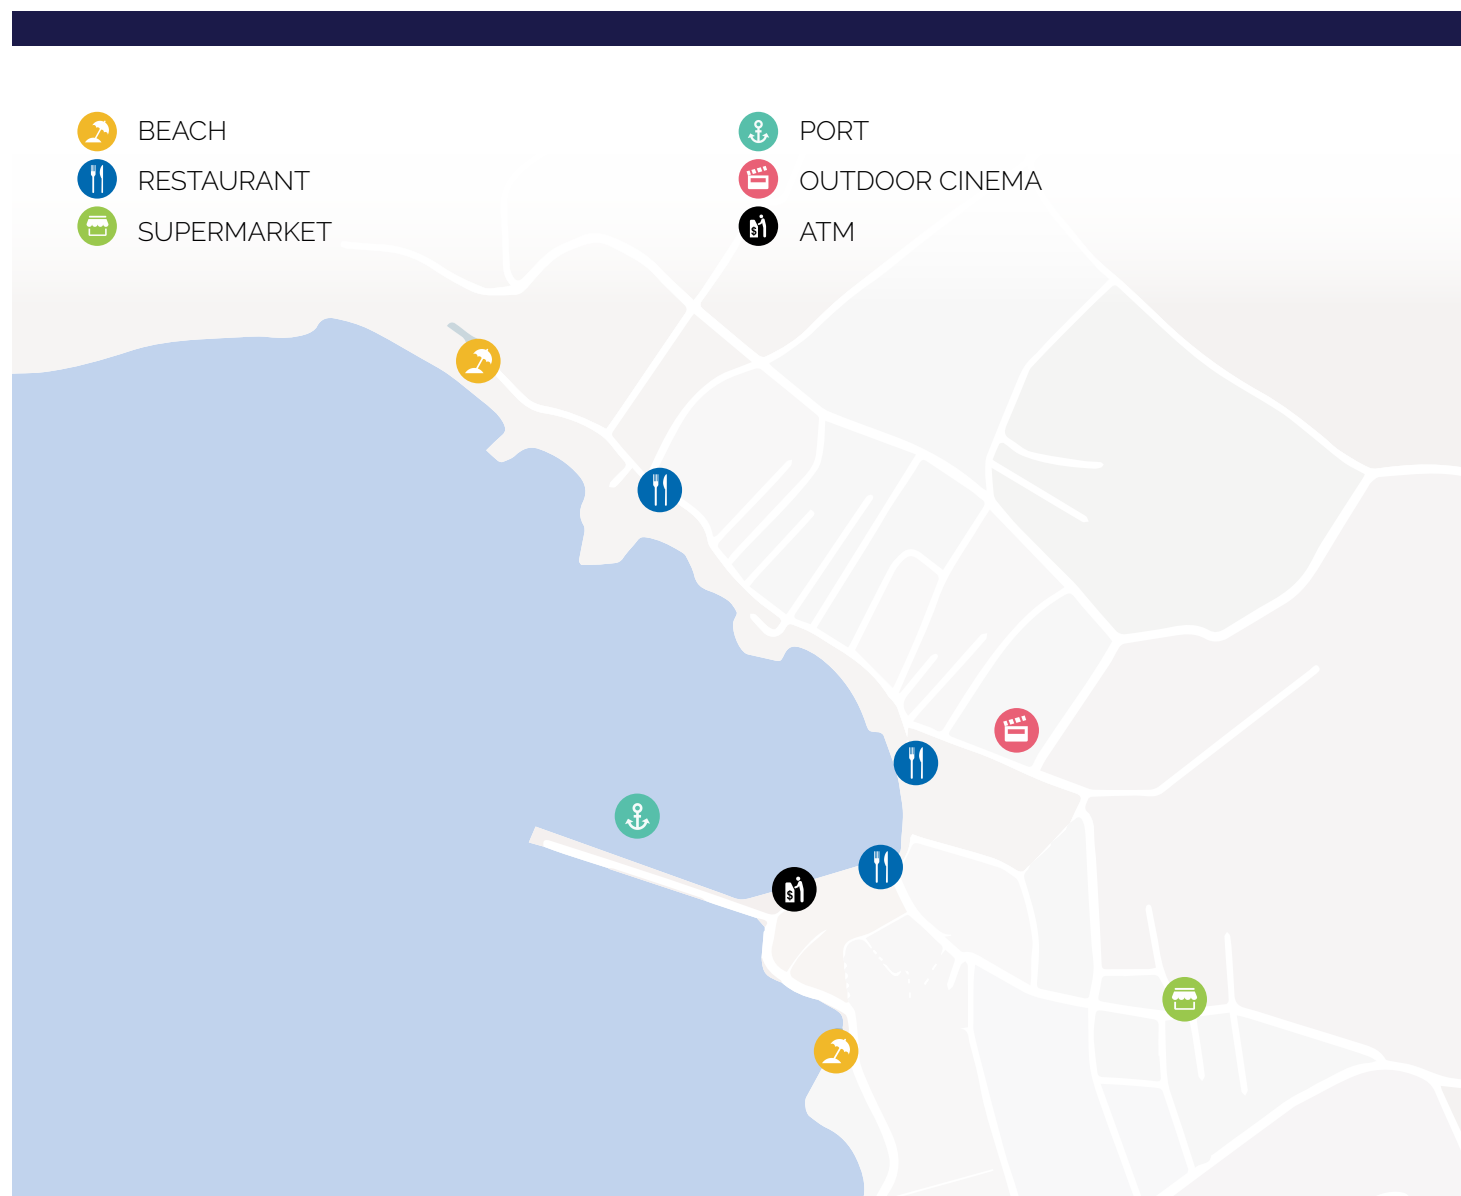 BEACH
RESTAURANT
SUPERMARKET
PORT
OUTDOOR CINEMA
ATM